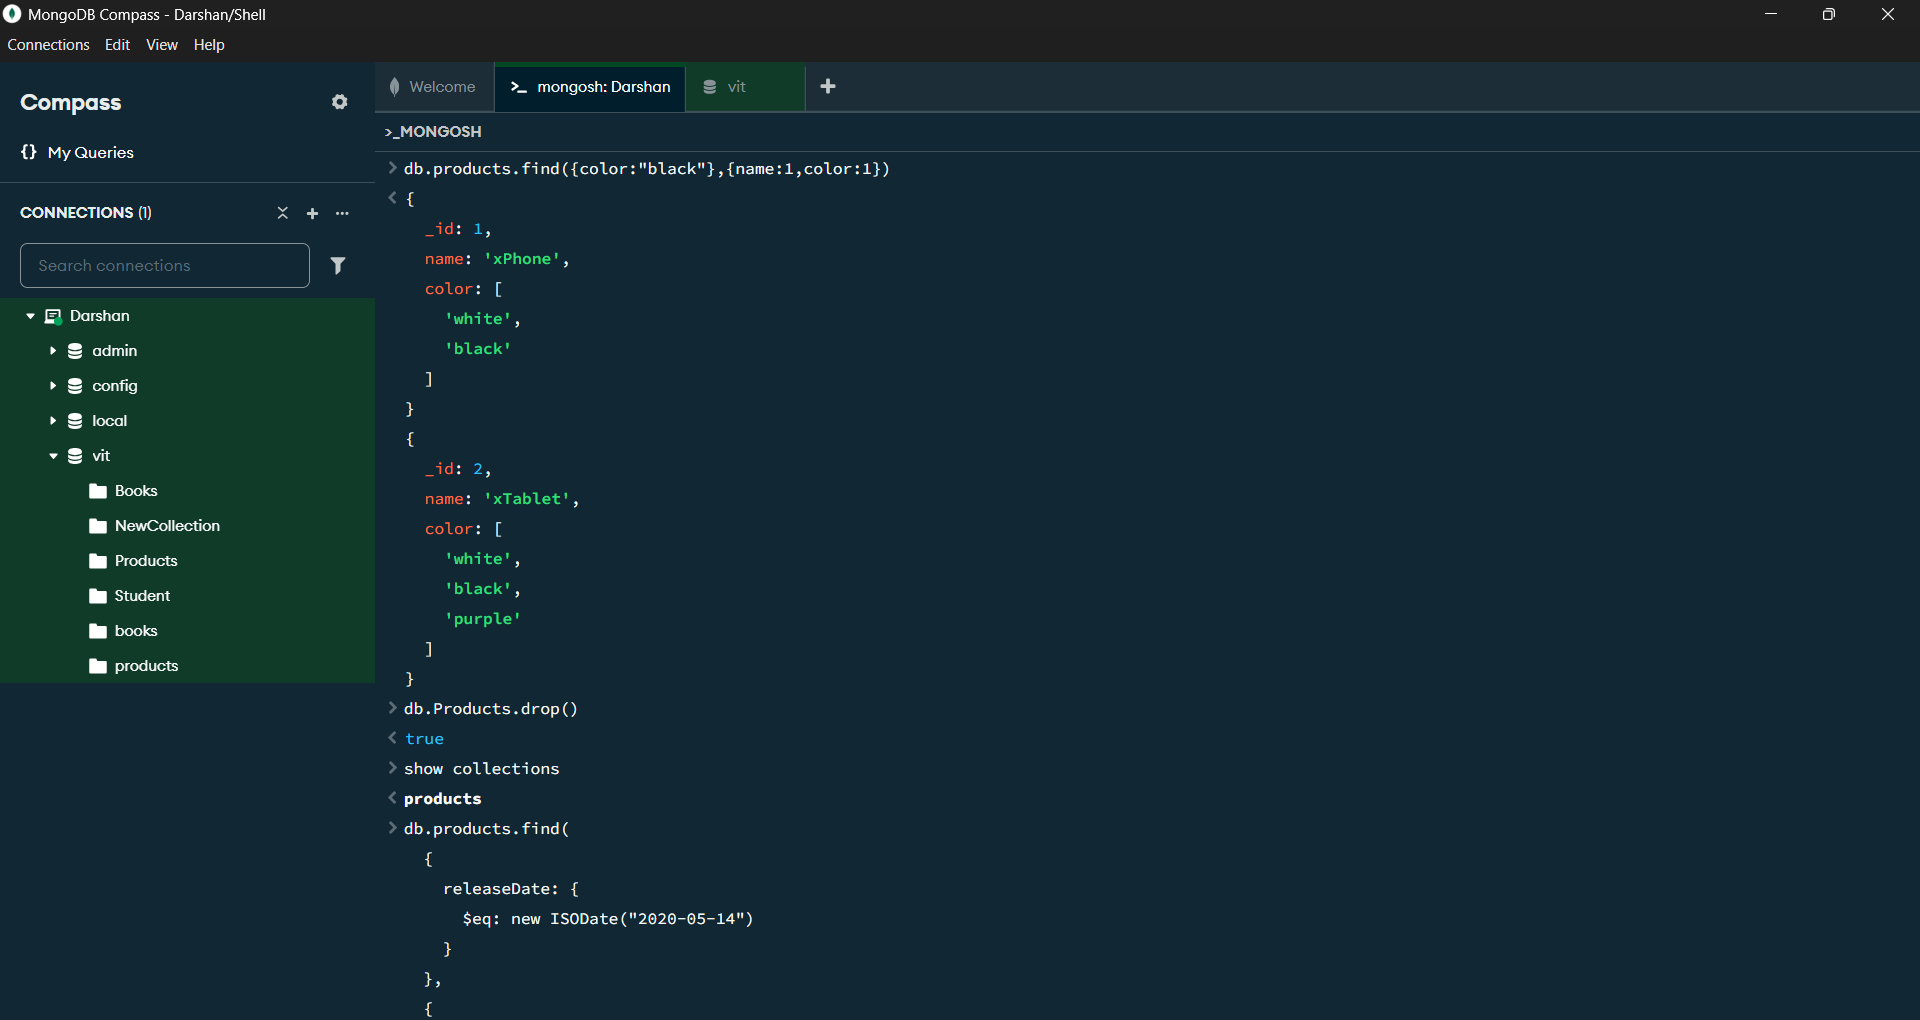 MongoDB Compass - Darshan/Shell
Connections Edit View Help
Compass
{} My Queries
CONNECTIONS (1)
Search connections
Darshan
admin
config
local
vit
Books
NewCollection
Products
Student
books
products
Welcome
>_ mongosh: Darshan
vit
+
>_MONGOSH
> db.products.find({color:"black"},{name:1,color:1})
< {
_id: 1,
name: 'xPhone',
color: [
'white',
'black'
]
}
{
_id: 2,
name: 'xTablet',
color: [
'white',
'black',
'purple'
]
}
> db.Products.drop()
< true
> show collections
< products
> db.products.find(
{
releaseDate: {
$eq: new ISODate("2020-05-14")
}
},
{